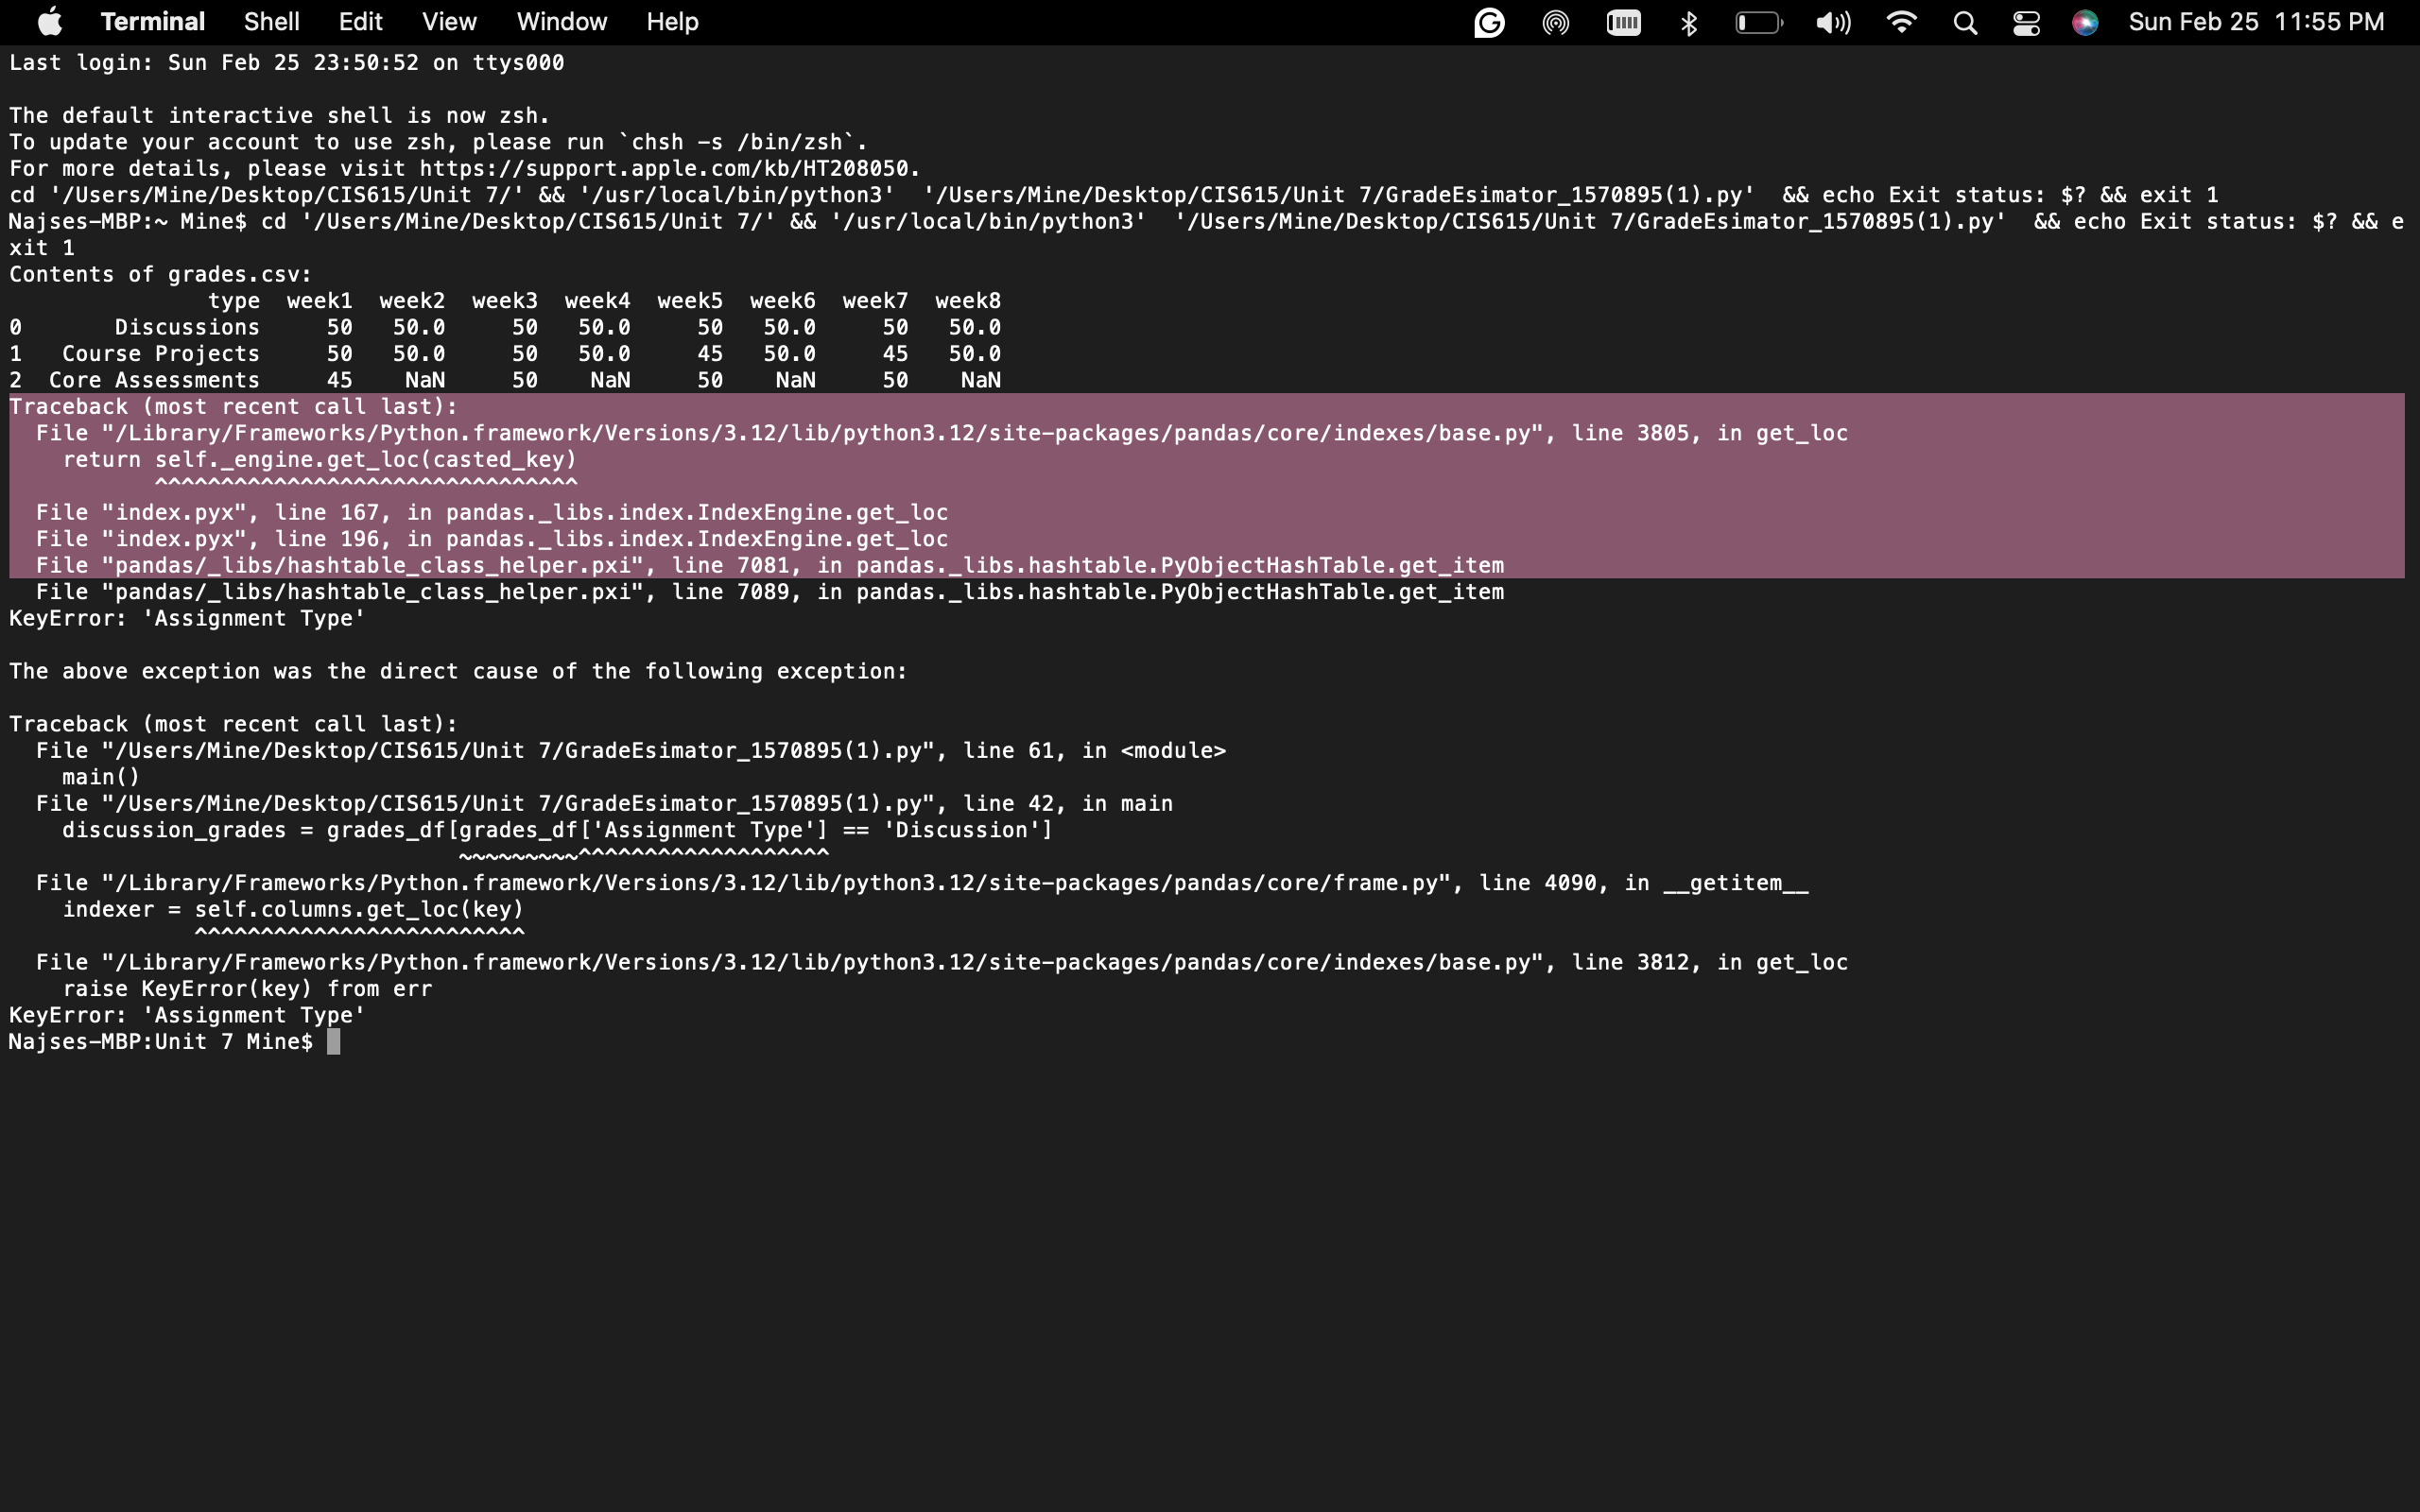 Terminal Shell Edit View Window Help Sun Feb 25 11:55 PM
Last login: Sun Feb 25 23:50:52 on ttys000

The default interactive shell is now zsh.
To update your account to use zsh, please run `chsh -s /bin/zsh`.
For more details, please visit https://support.apple.com/kb/HT208050.
cd '/Users/Mine/Desktop/CIS615/Unit 7/' && '/usr/local/bin/python3'  '/Users/Mine/Desktop/CIS615/Unit 7/GradeEsimator_1570895(1).py'  && echo Exit status: $? && exit 1
Najses-MBP:~ Mine$ cd '/Users/Mine/Desktop/CIS615/Unit 7/' && '/usr/local/bin/python3'  '/Users/Mine/Desktop/CIS615/Unit 7/GradeEsimator_1570895(1).py'  && echo Exit status: $? && e
xit 1
Contents of grades.csv:
               type  week1  week2  week3  week4  week5  week6  week7  week8
0       Discussions     50   50.0     50   50.0     50   50.0     50   50.0
1   Course Projects     50   50.0     50   50.0     45   50.0     45   50.0
2  Core Assessments     45    NaN     50    NaN     50    NaN     50    NaN
Traceback (most recent call last):
  File "/Library/Frameworks/Python.framework/Versions/3.12/lib/python3.12/site-packages/pandas/core/indexes/base.py", line 3805, in get_loc
    return self._engine.get_loc(casted_key)
           ^^^^^^^^^^^^^^^^^^^^^^^^^^^^^^^^
  File "index.pyx", line 167, in pandas._libs.index.IndexEngine.get_loc
  File "index.pyx", line 196, in pandas._libs.index.IndexEngine.get_loc
  File "pandas/_libs/hashtable_class_helper.pxi", line 7081, in pandas._libs.hashtable.PyObjectHashTable.get_item
  File "pandas/_libs/hashtable_class_helper.pxi", line 7089, in pandas._libs.hashtable.PyObjectHashTable.get_item
KeyError: 'Assignment Type'

The above exception was the direct cause of the following exception:

Traceback (most recent call last):
  File "/Users/Mine/Desktop/CIS615/Unit 7/GradeEsimator_1570895(1).py", line 61, in <module>
    main()
  File "/Users/Mine/Desktop/CIS615/Unit 7/GradeEsimator_1570895(1).py", line 42, in main
    discussion_grades = grades_df[grades_df['Assignment Type'] == 'Discussion']
                                  ~~~~~~~~~^^^^^^^^^^^^^^^^^^^
  File "/Library/Frameworks/Python.framework/Versions/3.12/lib/python3.12/site-packages/pandas/core/frame.py", line 4090, in __getitem__
    indexer = self.columns.get_loc(key)
              ^^^^^^^^^^^^^^^^^^^^^^^^^
  File "/Library/Frameworks/Python.framework/Versions/3.12/lib/python3.12/site-packages/pandas/core/indexes/base.py", line 3812, in get_loc
    raise KeyError(key) from err
KeyError: 'Assignment Type'
Najses-MBP:Unit 7 Mine$